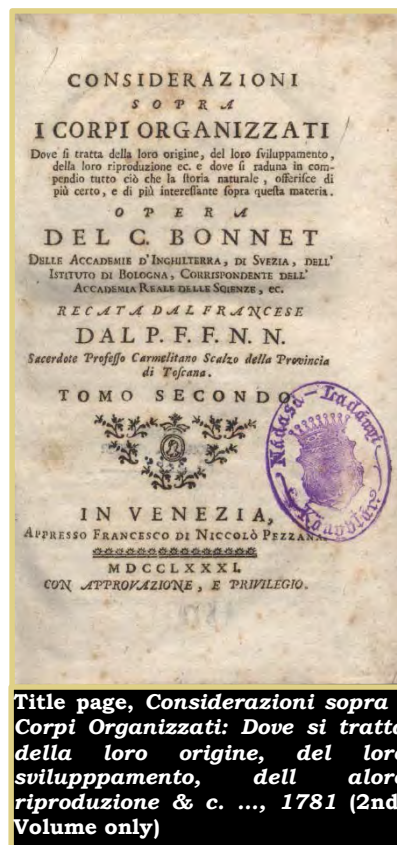 CONSIDERAZIONI
SOPRA
I CORPI ORGANIZZATI
Dove ſi tratta della loro origine, del loro ſviluppamento,
della loro riproduzione ec. e dove ſi raduna in com-
pendio tutto ciò che la ſtoria naturale, offeriſce di
più certo, e di più intereſſante ſopra queſta materia.
OPERA
DEL C. BONNET
DELLE ACCADEMIE D'INGHILTERRA, DI SVEZIA, DELL'
ISTITUTO DI BOLOGNA, CORRISPONDENTE DELL'
ACCADEMIA REALE DELLE SCIENZE, ec.
RECATA DAL FRANCESE
DAL P. F. F. N. N.
Sacerdote Profeſſo Carmelitano Scalzo della Provincia
di Toſcana.
TOMO SECONDO
Nádasd-Ladányi
Könyvtár.
IN VENEZIA,
APPRESSO FRANCESCO DI NICCOLÒ PEZZANA.
MDCCLXXXI.
CON APPROVAZIONE, E PRIVILEGIO.
Title page, Considerazioni sopra
Corpi Organizzati: Dove si tratta
della loro origine, del loro
svilupppamento, dell aloro
riproduzione & c. ..., 1781 (2nd
Volume only)